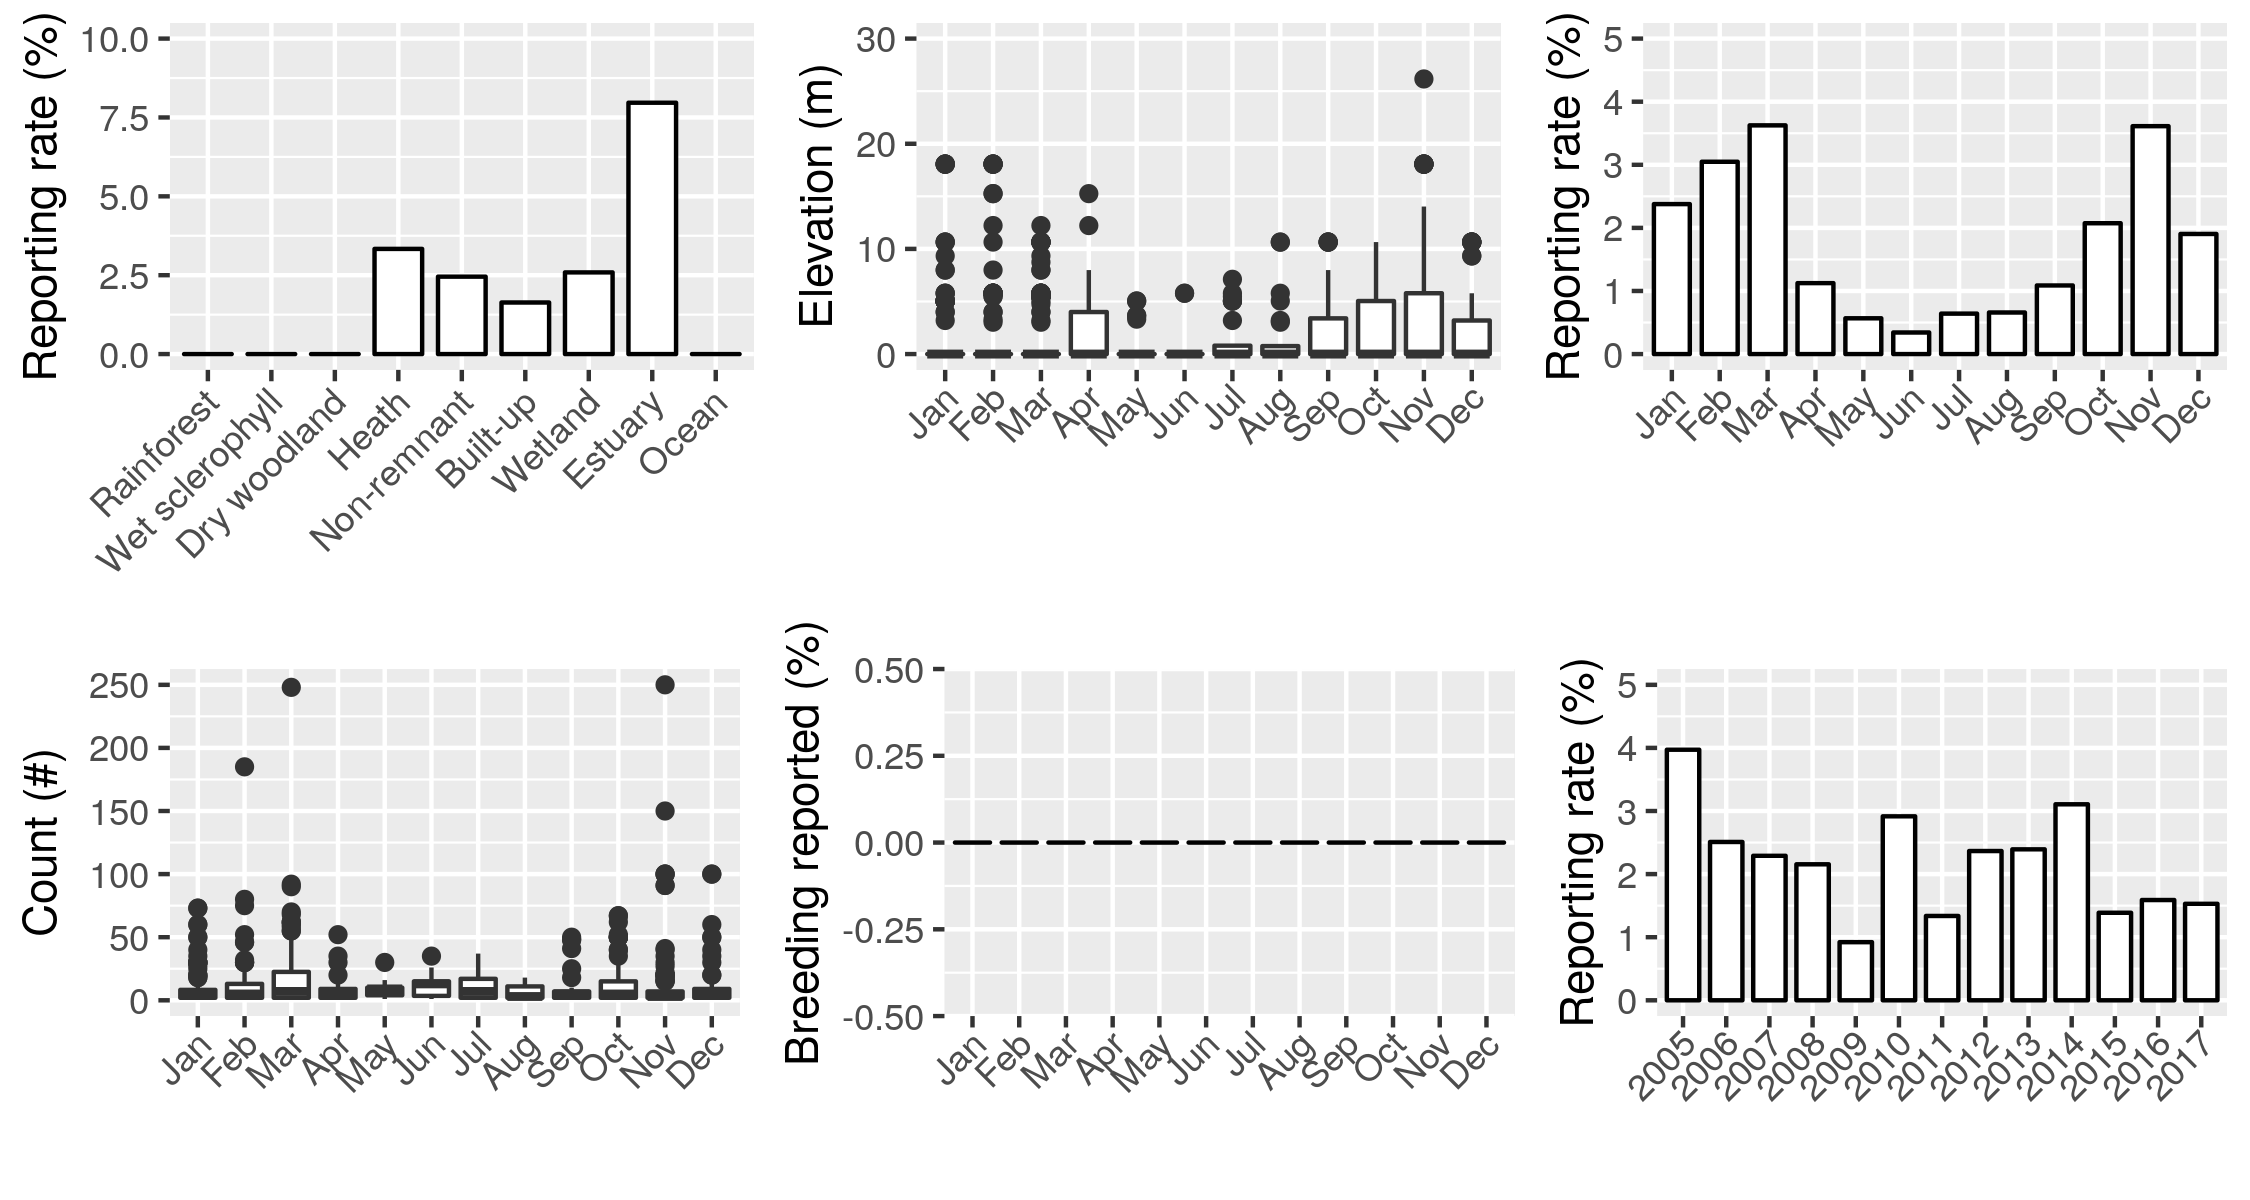 Reporting rate (%)
10.0
7.5
5.0
2.5
0.0
Rainforest
Wet sclerophyll
Dry woodland
Heath
Non-remnant
Built-up
Wetland
Estuary
Ocean
Elevation (m)
30
20
10
0
Jan
Feb
Mar
Apr
May
Jun
Jul
Aug
Sep
Oct
Nov
Dec
Reporting rate (%)
5
4
3
2
1
0
Jan
Feb
Mar
Apr
May
Jun
Jul
Aug
Sep
Oct
Nov
Dec
Count (#)
250
200
150
100
50
0
Jan
Feb
Mar
Apr
May
Jun
Jul
Aug
Sep
Oct
Nov
Dec
Breeding reported (%)
0.50
0.25
0.00
-0.25
-0.50
Jan
Feb
Mar
Apr
May
Jun
Jul
Aug
Sep
Oct
Nov
Dec
Reporting rate (%)
5
4
3
2
1
0
2005
2006
2007
2008
2009
2010
2011
2012
2013
2014
2015
2016
2017